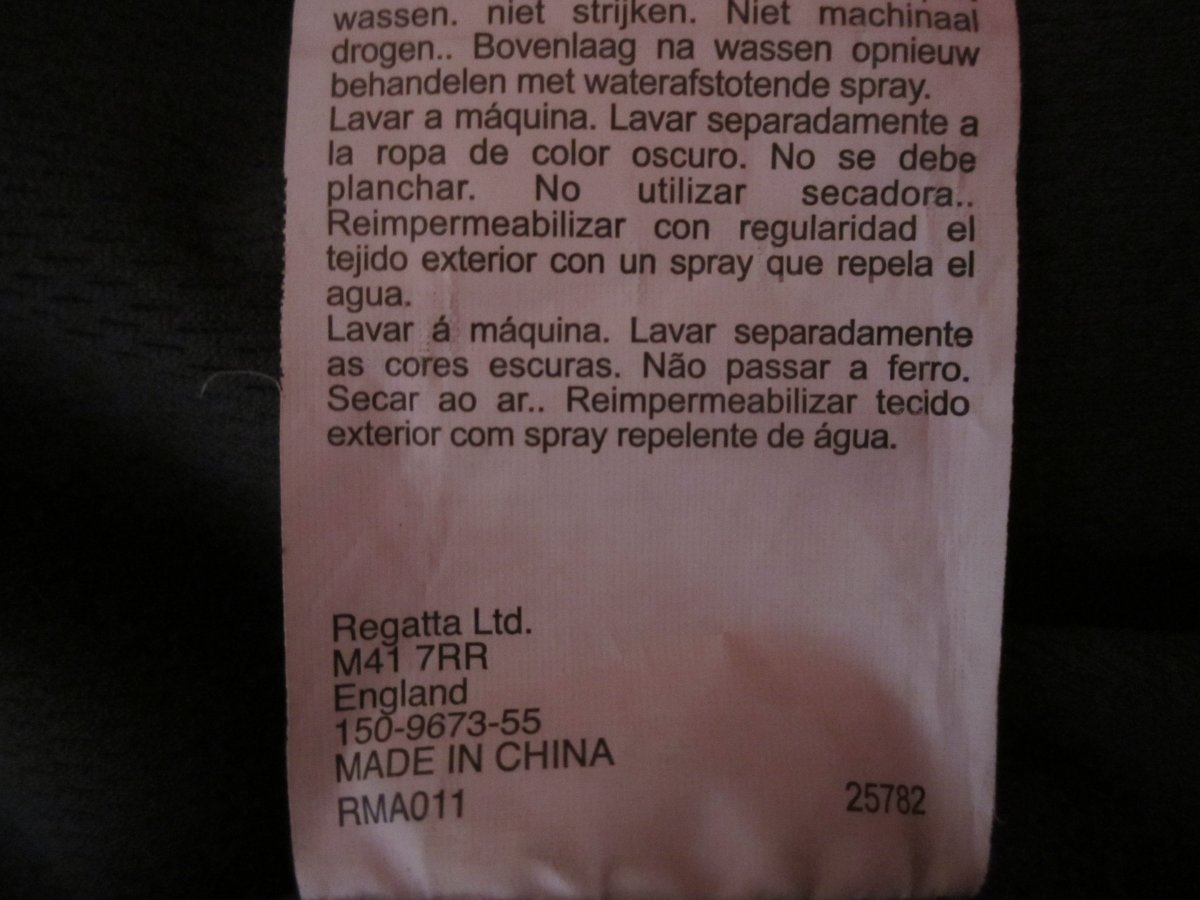 wassen. niet strijken. Niet machinaal
drogen.. Bovenlaag na wassen opnieuw
behandelen met waterafstotende spray.
Lavar a máquina. Lavar separadamente a
la ropa de color oscuro. No se debe
planchar. No utilizar secadora..
Reimpermeabilizar con regularidad el
tejido exterior con un spray que repela el
agua.
Lavar á máquina. Lavar separadamente
as cores escuras. Não passar a ferro.
Secar ao ar.. Reimpermeabilizar tecido
exterior com spray repelente de água.
Regatta Ltd.
M41 7RR
England
150-9673-55
MADE IN CHINA
RMA011 25782